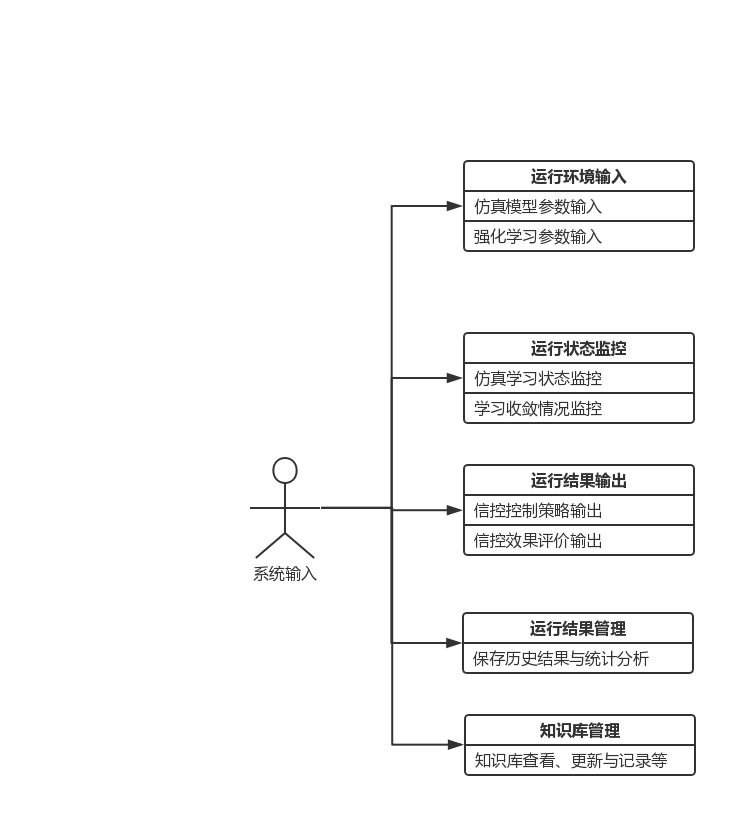 运行环境输入
仿真模型参数输入
强化学习参数输入
运行状态监控
仿真学习状态监控
学习收敛情况监控
运行结果输出
信控控制策略输出
信控效果评价输出
系统输入
运行结果管理
保存历史结果与统计分析
知识库管理
知识库查看、更新与记录等